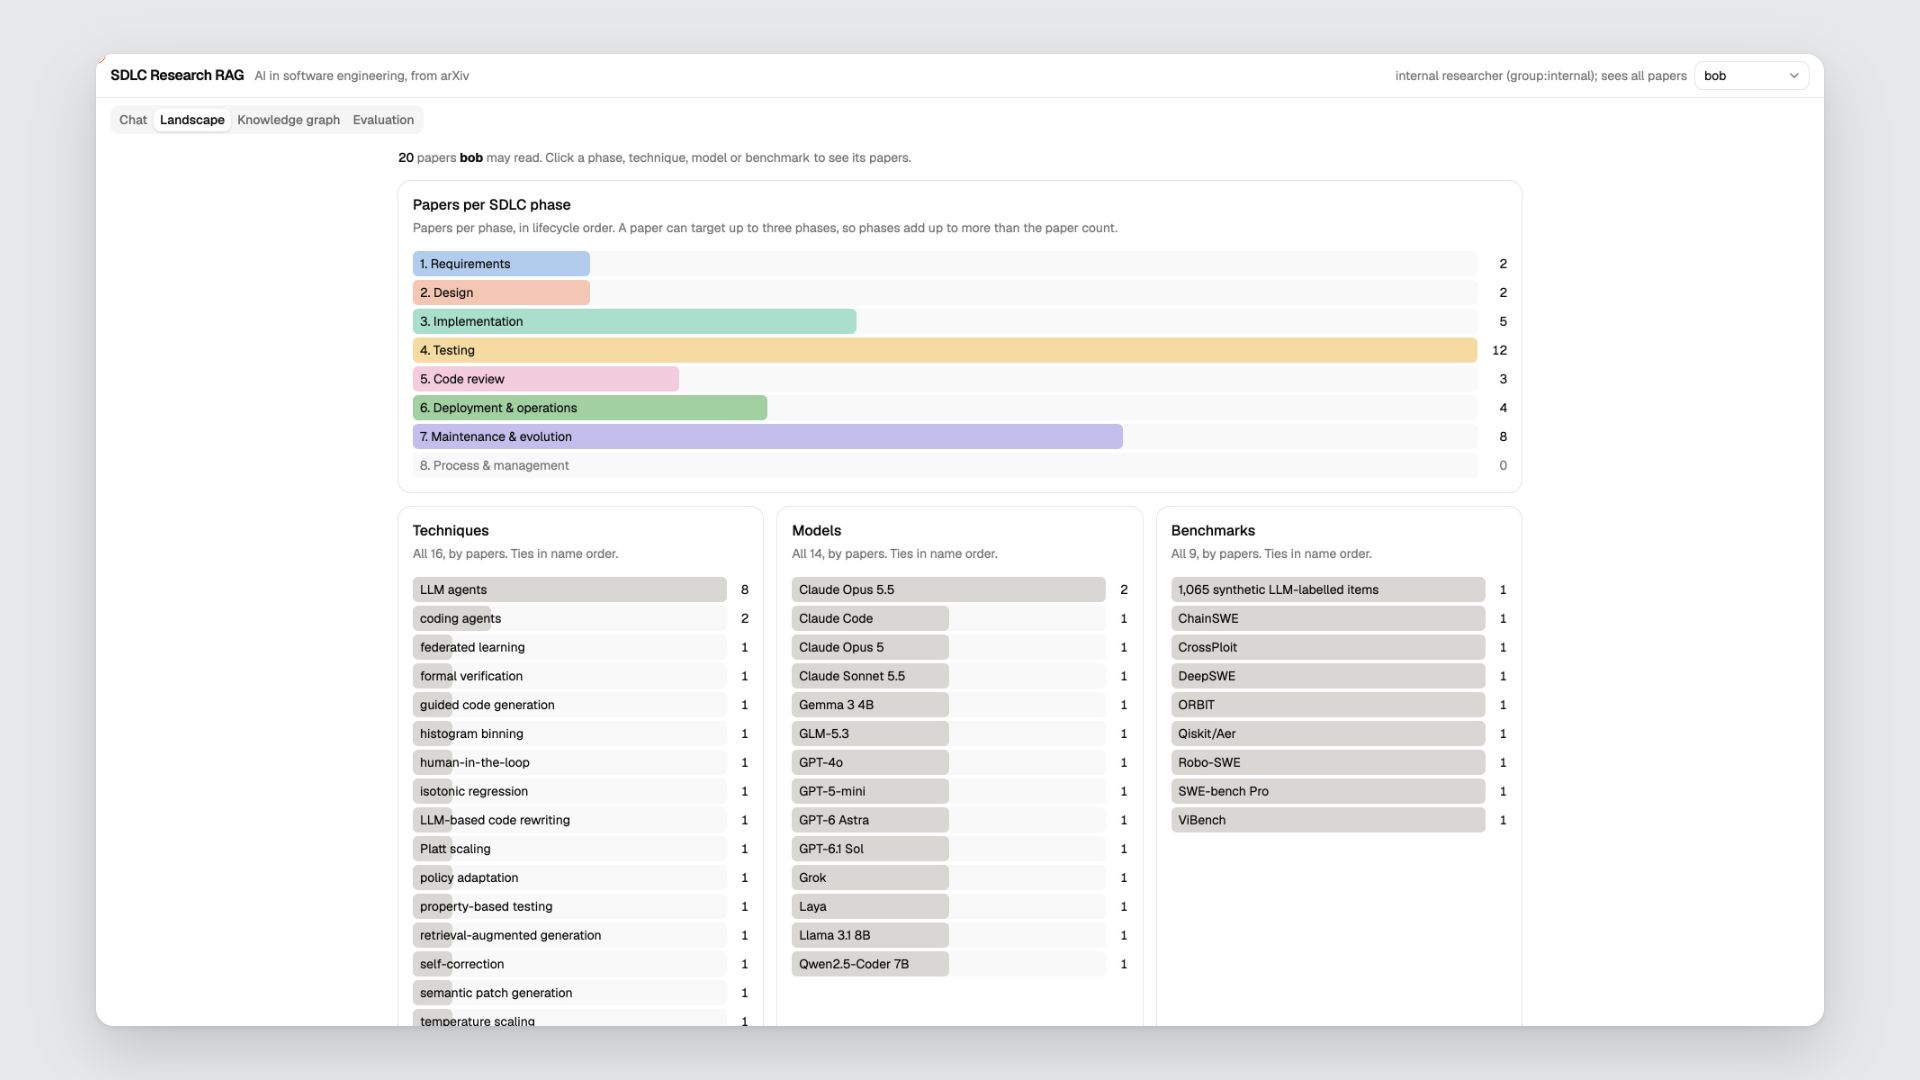 SDLC Research RAG AI in software engineering, from arXiv internal researcher (group:internal); sees all papers bob
Chat Landscape Knowledge graph Evaluation
20 papers bob may read. Click a phase, technique, model or benchmark to see its papers.
Papers per SDLC phase
Papers per phase, in lifecycle order. A paper can target up to three phases, so phases add up to more than the paper count.
1. Requirements 2
2. Design 2
3. Implementation 5
4. Testing 12
5. Code review 3
6. Deployment & operations 4
7. Maintenance & evolution 8
8. Process & management 0
Techniques
All 16, by papers. Ties in name order.
LLM agents 8
coding agents 2
federated learning 1
formal verification 1
guided code generation 1
histogram binning 1
human-in-the-loop 1
isotonic regression 1
LLM-based code rewriting 1
Platt scaling 1
policy adaptation 1
property-based testing 1
retrieval-augmented generation 1
self-correction 1
semantic patch generation 1
temperature scaling 1
Models
All 14, by papers. Ties in name order.
Claude Opus 5.5 2
Claude Code 1
Claude Opus 5 1
Claude Sonnet 5.5 1
Gemma 3 4B 1
GLM-5.3 1
GPT-4o 1
GPT-5-mini 1
GPT-6 Astra 1
GPT-6.1 Sol 1
Grok 1
Laya 1
Llama 3.1 8B 1
Qwen2.5-Coder 7B 1
Benchmarks
All 9, by papers. Ties in name order.
1,065 synthetic LLM-labelled items 1
ChainSWE 1
CrossPloit 1
DeepSWE 1
ORBIT 1
Qiskit/Aer 1
Robo-SWE 1
SWE-bench Pro 1
ViBench 1